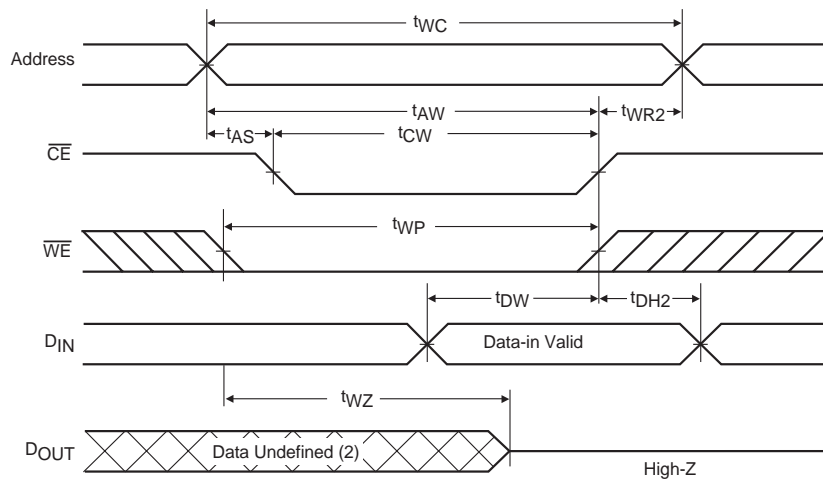 tWC
Address
tAW
tWR2
tAS
tCW
CE
tWP
WE
tDW
tDH2
DIN
Data-in Valid
tWZ
DOUT
Data Undefined (2)
High-Z